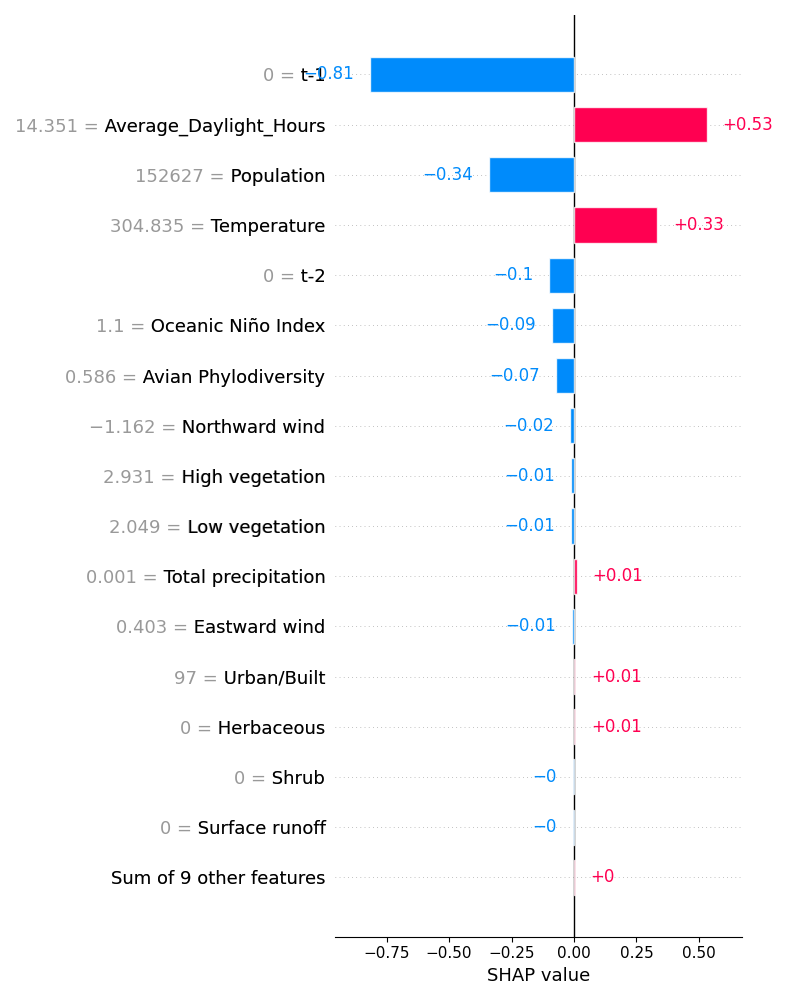 0 = t-1 −0.81
14.351 = Average_Daylight_Hours +0.53
152627 = Population −0.34
304.835 = Temperature +0.33
0 = t-2 −0.1
1.1 = Oceanic Niño Index −0.09
0.586 = Avian Phylodiversity −0.07
−1.162 = Northward wind −0.02
2.931 = High vegetation −0.01
2.049 = Low vegetation −0.01
0.001 = Total precipitation +0.01
0.403 = Eastward wind −0.01
97 = Urban/Built +0.01
0 = Herbaceous +0.01
0 = Shrub −0
0 = Surface runoff −0
Sum of 9 other features +0
−0.75 −0.50 −0.25 0.00 0.25 0.50
SHAP value